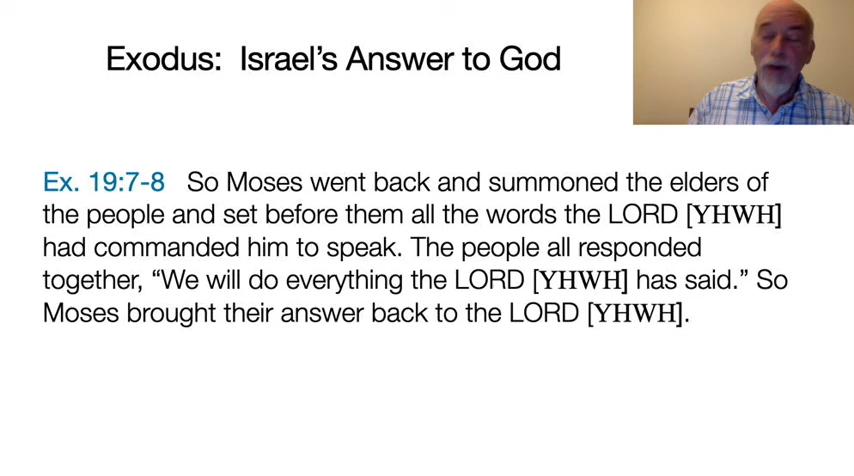 Exodus:  Israel's Answer to God
Ex. 19:7-8   So Moses went back and summoned the elders of
the people and set before them all the words the LORD [YHWH]
had commanded him to speak. The people all responded
together, “We will do everything the LORD [YHWH] has said.” So
Moses brought their answer back to the LORD [YHWH].